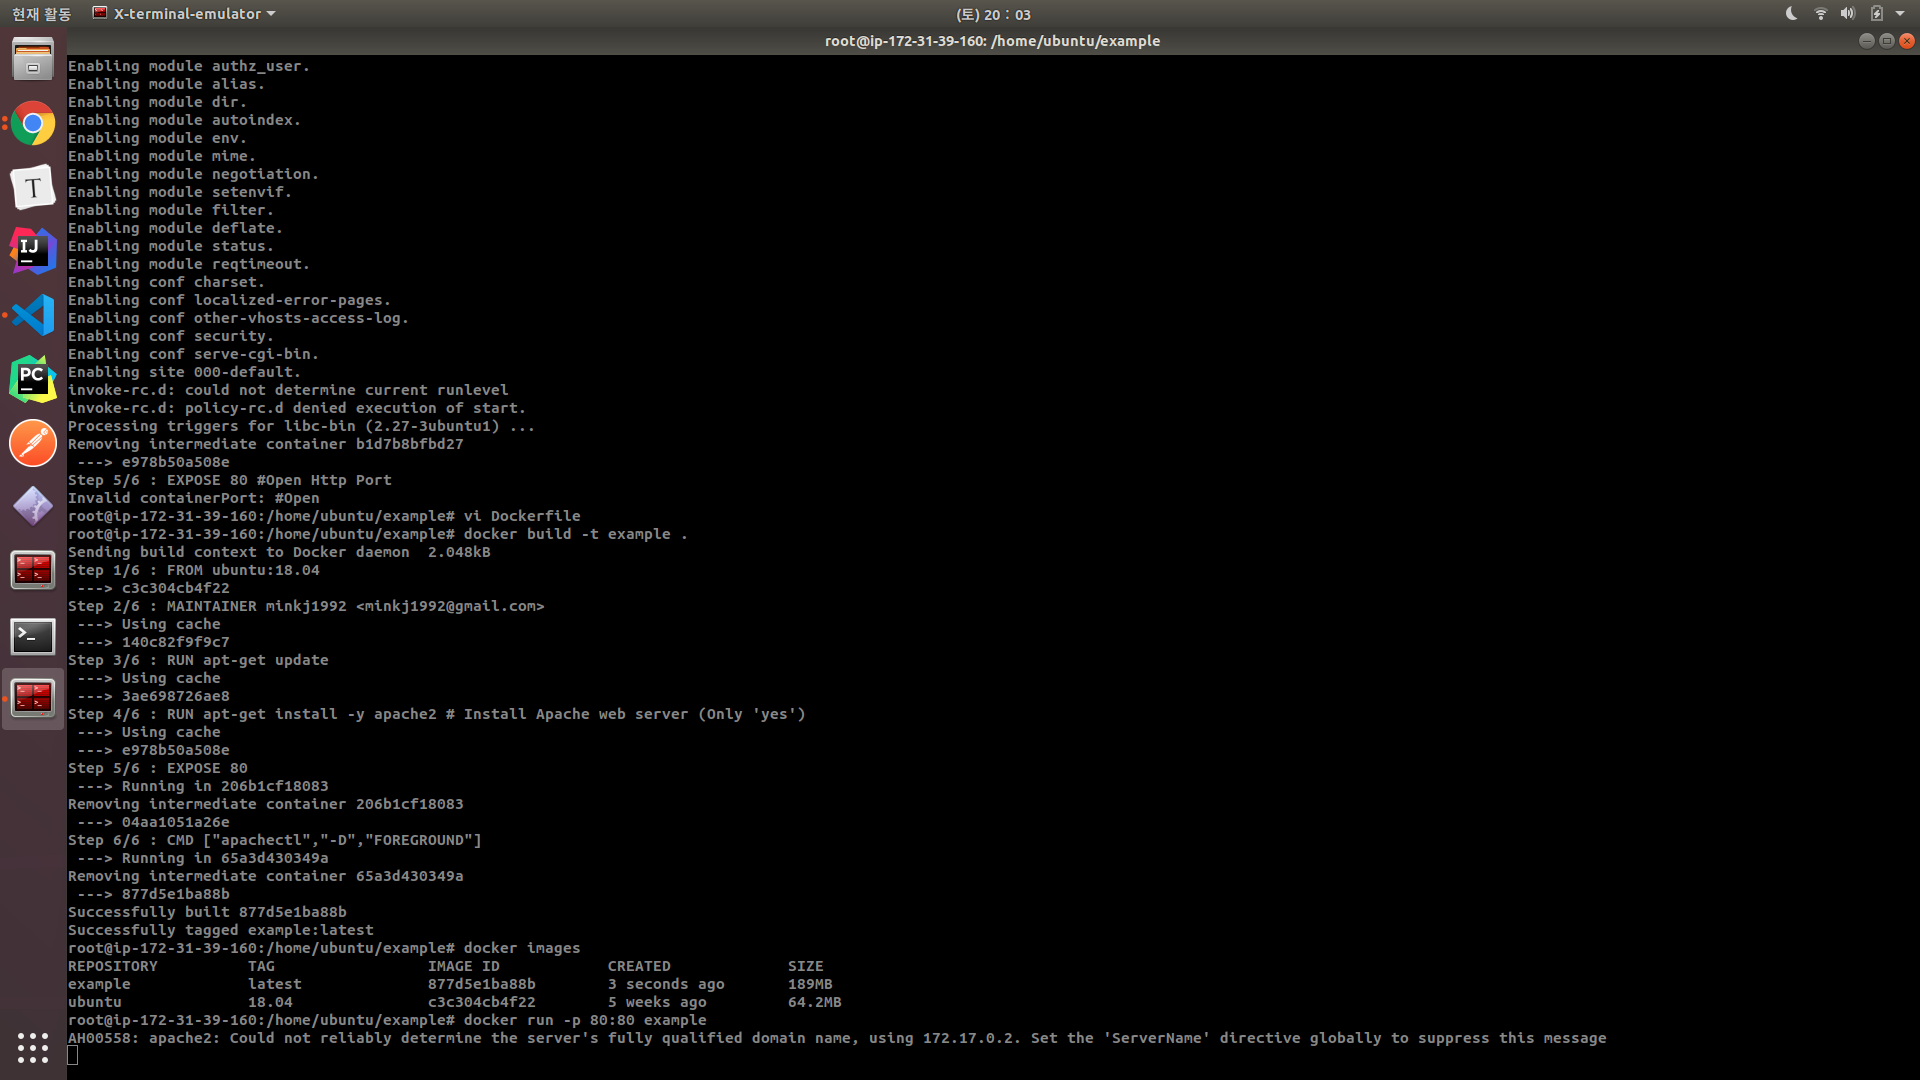 현재 활동 X-terminal-emulator (토) 20 : 03
root@ip-172-31-39-160: /home/ubuntu/example
Enabling module authz_user.
Enabling module alias.
Enabling module dir.
Enabling module autoindex.
Enabling module env.
Enabling module mime.
Enabling module negotiation.
Enabling module setenvif.
Enabling module filter.
Enabling module deflate.
Enabling module status.
Enabling module reqtimeout.
Enabling conf charset.
Enabling conf localized-error-pages.
Enabling conf other-vhosts-access-log.
Enabling conf security.
Enabling conf serve-cgi-bin.
Enabling site 000-default.
invoke-rc.d: could not determine current runlevel
invoke-rc.d: policy-rc.d denied execution of start.
Processing triggers for libc-bin (2.27-3ubuntu1) ...
Removing intermediate container b1d7b8bfbd27
 ---> e978b50a508e
Step 5/6 : EXPOSE 80 #Open Http Port
Invalid containerPort: #Open
root@ip-172-31-39-160:/home/ubuntu/example# vi Dockerfile
root@ip-172-31-39-160:/home/ubuntu/example# docker build -t example .
Sending build context to Docker daemon  2.048kB
Step 1/6 : FROM ubuntu:18.04
 ---> c3c304cb4f22
Step 2/6 : MAINTAINER minkj1992 <minkj1992@gmail.com>
 ---> Using cache
 ---> 140c82f9f9c7
Step 3/6 : RUN apt-get update
 ---> Using cache
 ---> 3ae698726ae8
Step 4/6 : RUN apt-get install -y apache2 # Install Apache web server (Only 'yes')
 ---> Using cache
 ---> e978b50a508e
Step 5/6 : EXPOSE 80
 ---> Running in 206b1cf18083
Removing intermediate container 206b1cf18083
 ---> 04aa1051a26e
Step 6/6 : CMD ["apachectl","-D","FOREGROUND"]
 ---> Running in 65a3d430349a
Removing intermediate container 65a3d430349a
 ---> 877d5e1ba88b
Successfully built 877d5e1ba88b
Successfully tagged example:latest
root@ip-172-31-39-160:/home/ubuntu/example# docker images
REPOSITORY          TAG                 IMAGE ID            CREATED             SIZE
example             latest              877d5e1ba88b        3 seconds ago       189MB
ubuntu              18.04               c3c304cb4f22        5 weeks ago         64.2MB
root@ip-172-31-39-160:/home/ubuntu/example# docker run -p 80:80 example
AH00558: apache2: Could not reliably determine the server's fully qualified domain name, using 172.17.0.2. Set the 'ServerName' directive globally to suppress this message
T
IJ
PC